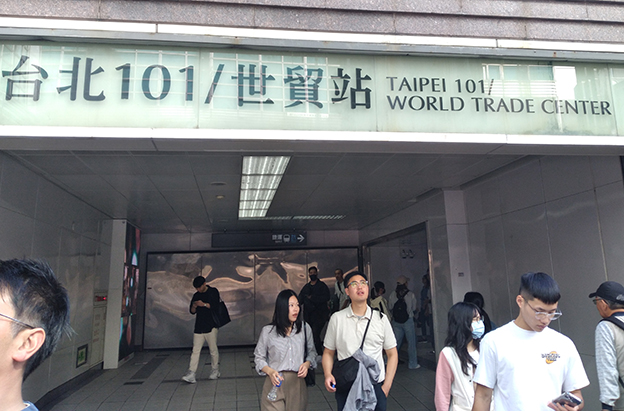 台北101/世貿站
TAIPEI 101/
WORLD TRADE CENTER